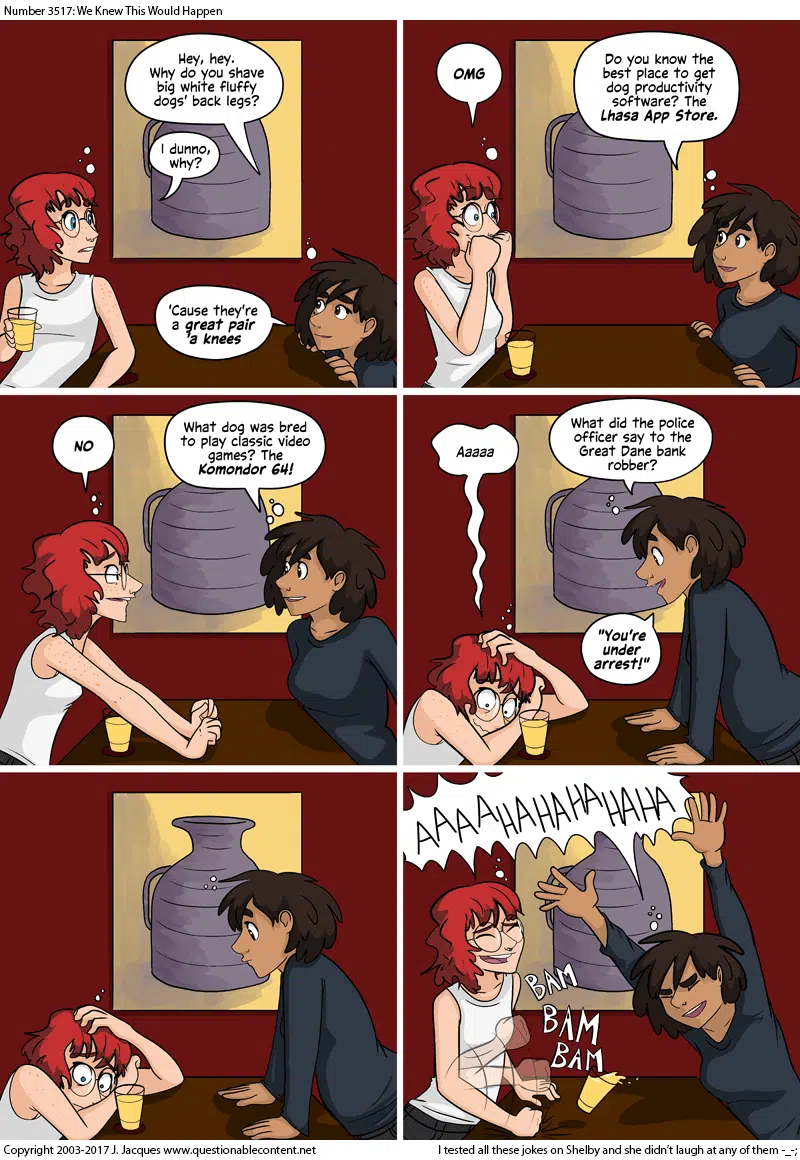 Number 3517: We Knew This Would Happen
Hey, hey.
Why do you shave
big white fluffy
dogs' back legs?
I dunno,
why?
'Cause they're
a great pair
'a knees
OMG
Do you know the
best place to get
dog productivity
software? The
Lhasa App Store.
NO
What dog was bred
to play classic video
games? The
Komondor 64!
Aaaaa
What did the police
officer say to the
Great Dane bank
robber?
"You're
under
arrest!"
AAAAHAHAHAHAHA
BAM
BAM
BAM
Copyright 2003-2017 J. Jacques www.questionablecontent.net
I tested all these jokes on Shelby and she didn't laugh at any of them -_-;